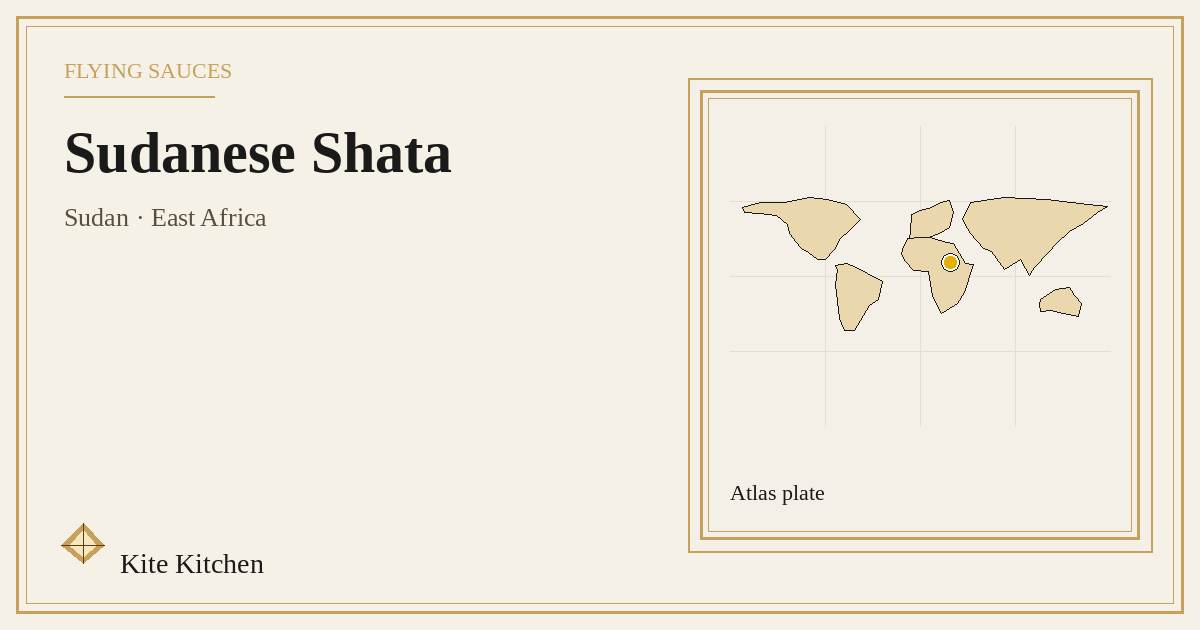 FLYING SAUCES
Sudanese Shata
Sudan · East Africa
Atlas plate
Kite Kitchen